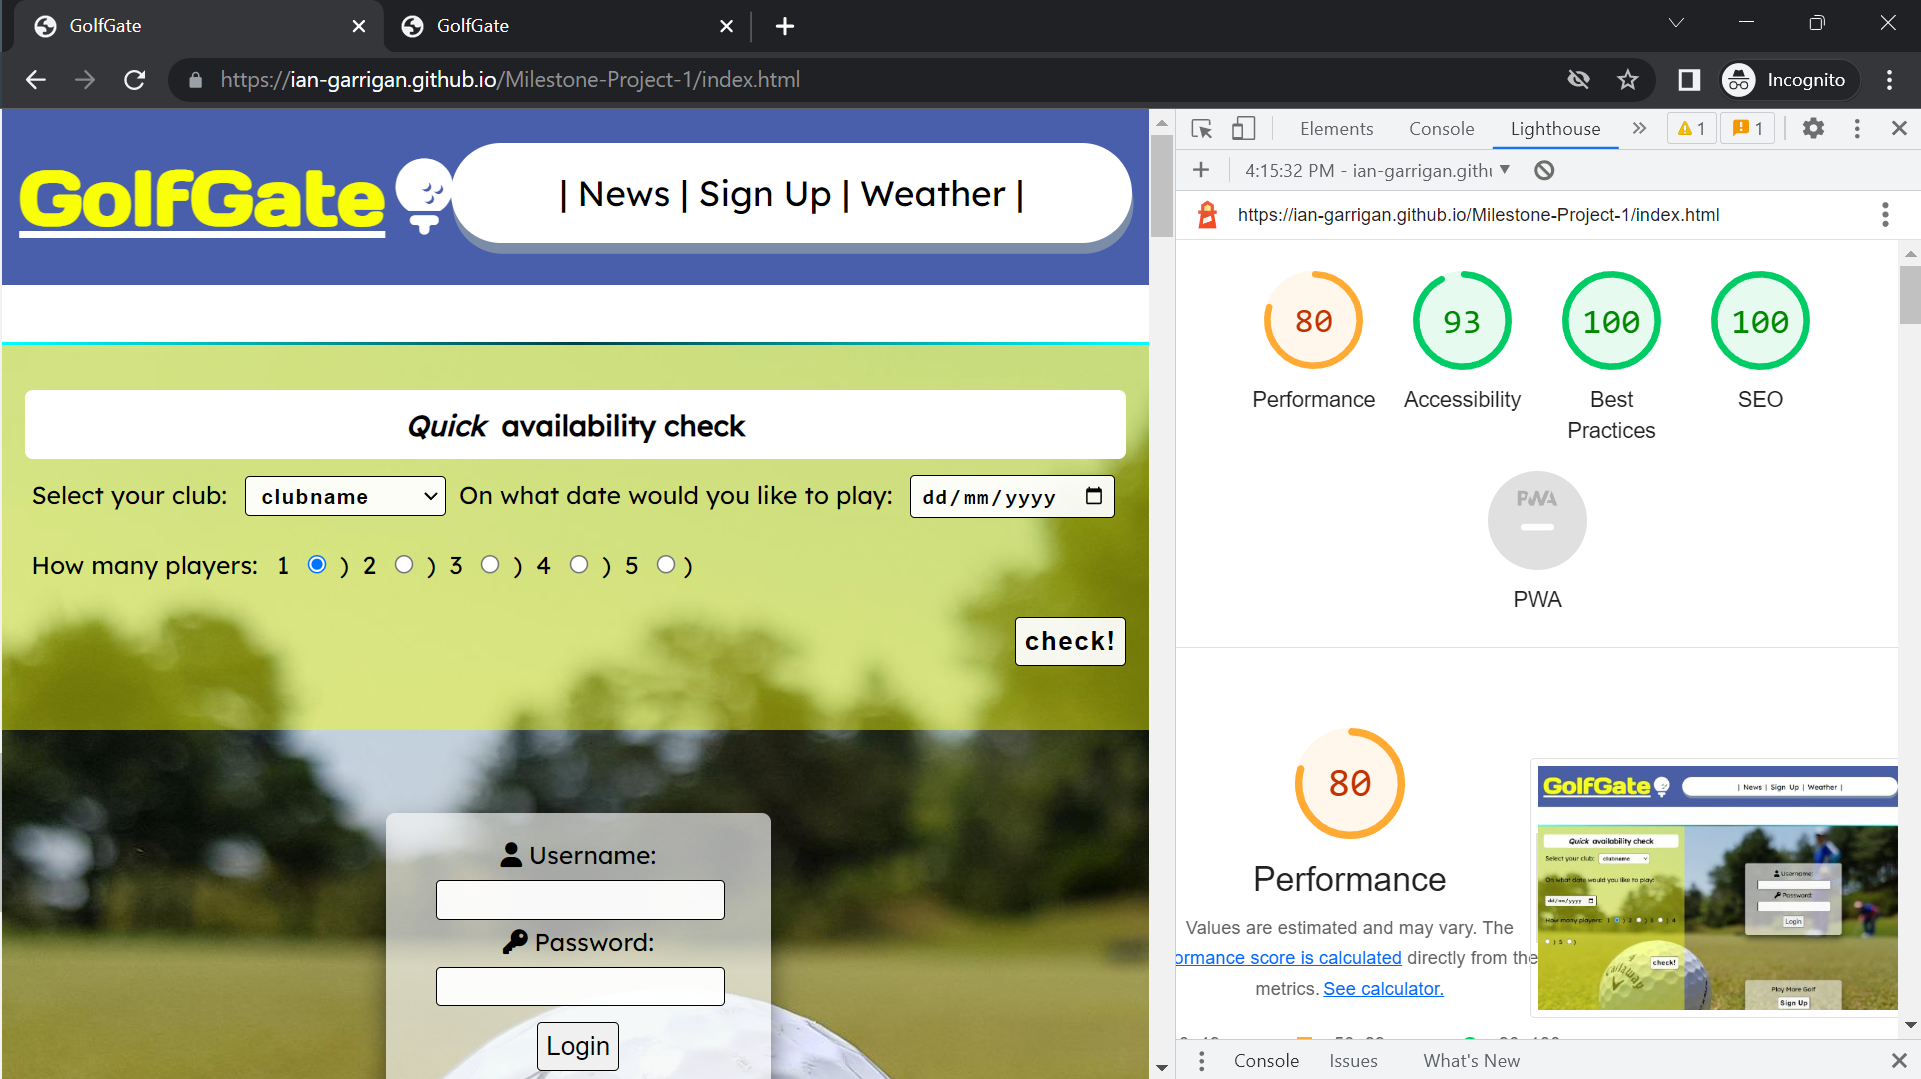 GolfGate
GolfGate
https://ian-garrigan.github.io/Milestone-Project-1/index.html
Incognito
GolfGate
| News | Sign Up | Weather |
Quick availability check
Select your club: clubname On what date would you like to play: dd/mm/yyyy
How many players: 1 ) 2 ) 3 ) 4 ) 5 )
check!
Username:
Password:
Login
Elements Console Lighthouse 1 1
4:15:32 PM - ian-garrigan.githu
https://ian-garrigan.github.io/Milestone-Project-1/index.html
80 93 100 100
Performance Accessibility Best Practices SEO
PWA
PWA
80
Performance
Values are estimated and may vary. The
ormance score is calculated directly from the
metrics. See calculator.
GolfGate
| News | Sign Up | Weather |
Quick availability check
Select your club: clubname
On what date would you like to play:
dd/mm/yyyy
How many players: 1 ) 2 ) 3 ) 4
) 5 )
check!
Username:
Password:
Login
Callaway
Play More Golf
Sign Up
Console Issues What's New